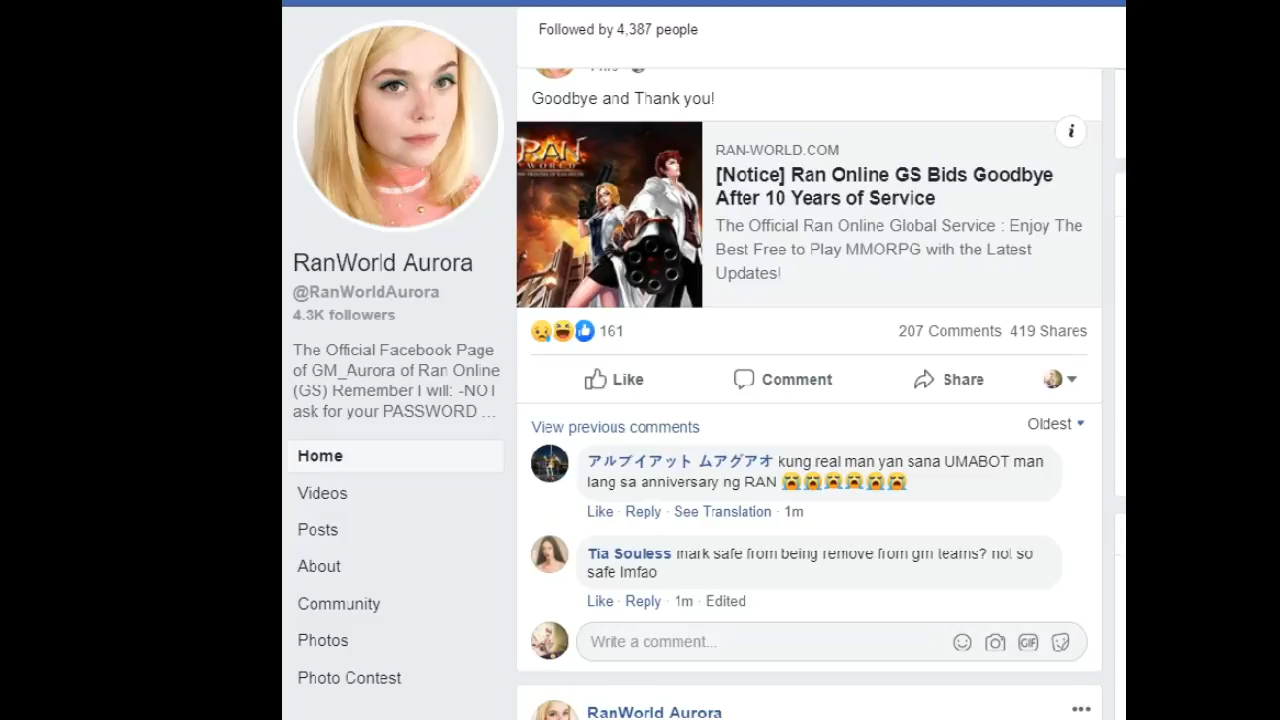 Followed by 4,387 people
Goodbye and Thank you!
RAN
WORLD
RAN-WORLD.COM
[Notice] Ran Online GS Bids Goodbye
After 10 Years of Service
The Official Ran Online Global Service : Enjoy The
Best Free to Play MMORPG with the Latest
Updates!
161
207 Comments 419 Shares
Like
Comment
Share
View previous comments
Oldest
アルブイアット ムアグアオ kung real man yan sana UMABOT man
lang sa anniversary ng RAN 😭😭😭😭😭😭
Like · Reply · See Translation · 1m
Tia Souless mark safe from being remove from gm teams? not so
safe lmfao
Like · Reply · 1m · Edited
Write a comment...
GIF
RanWorld Aurora
RanWorld Aurora
@RanWorldAurora
4.3K followers
The Official Facebook Page
of GM_Aurora of Ran Online
(GS) Remember I will: -NOT
ask for your PASSWORD ...
Home
Videos
Posts
About
Community
Photos
Photo Contest